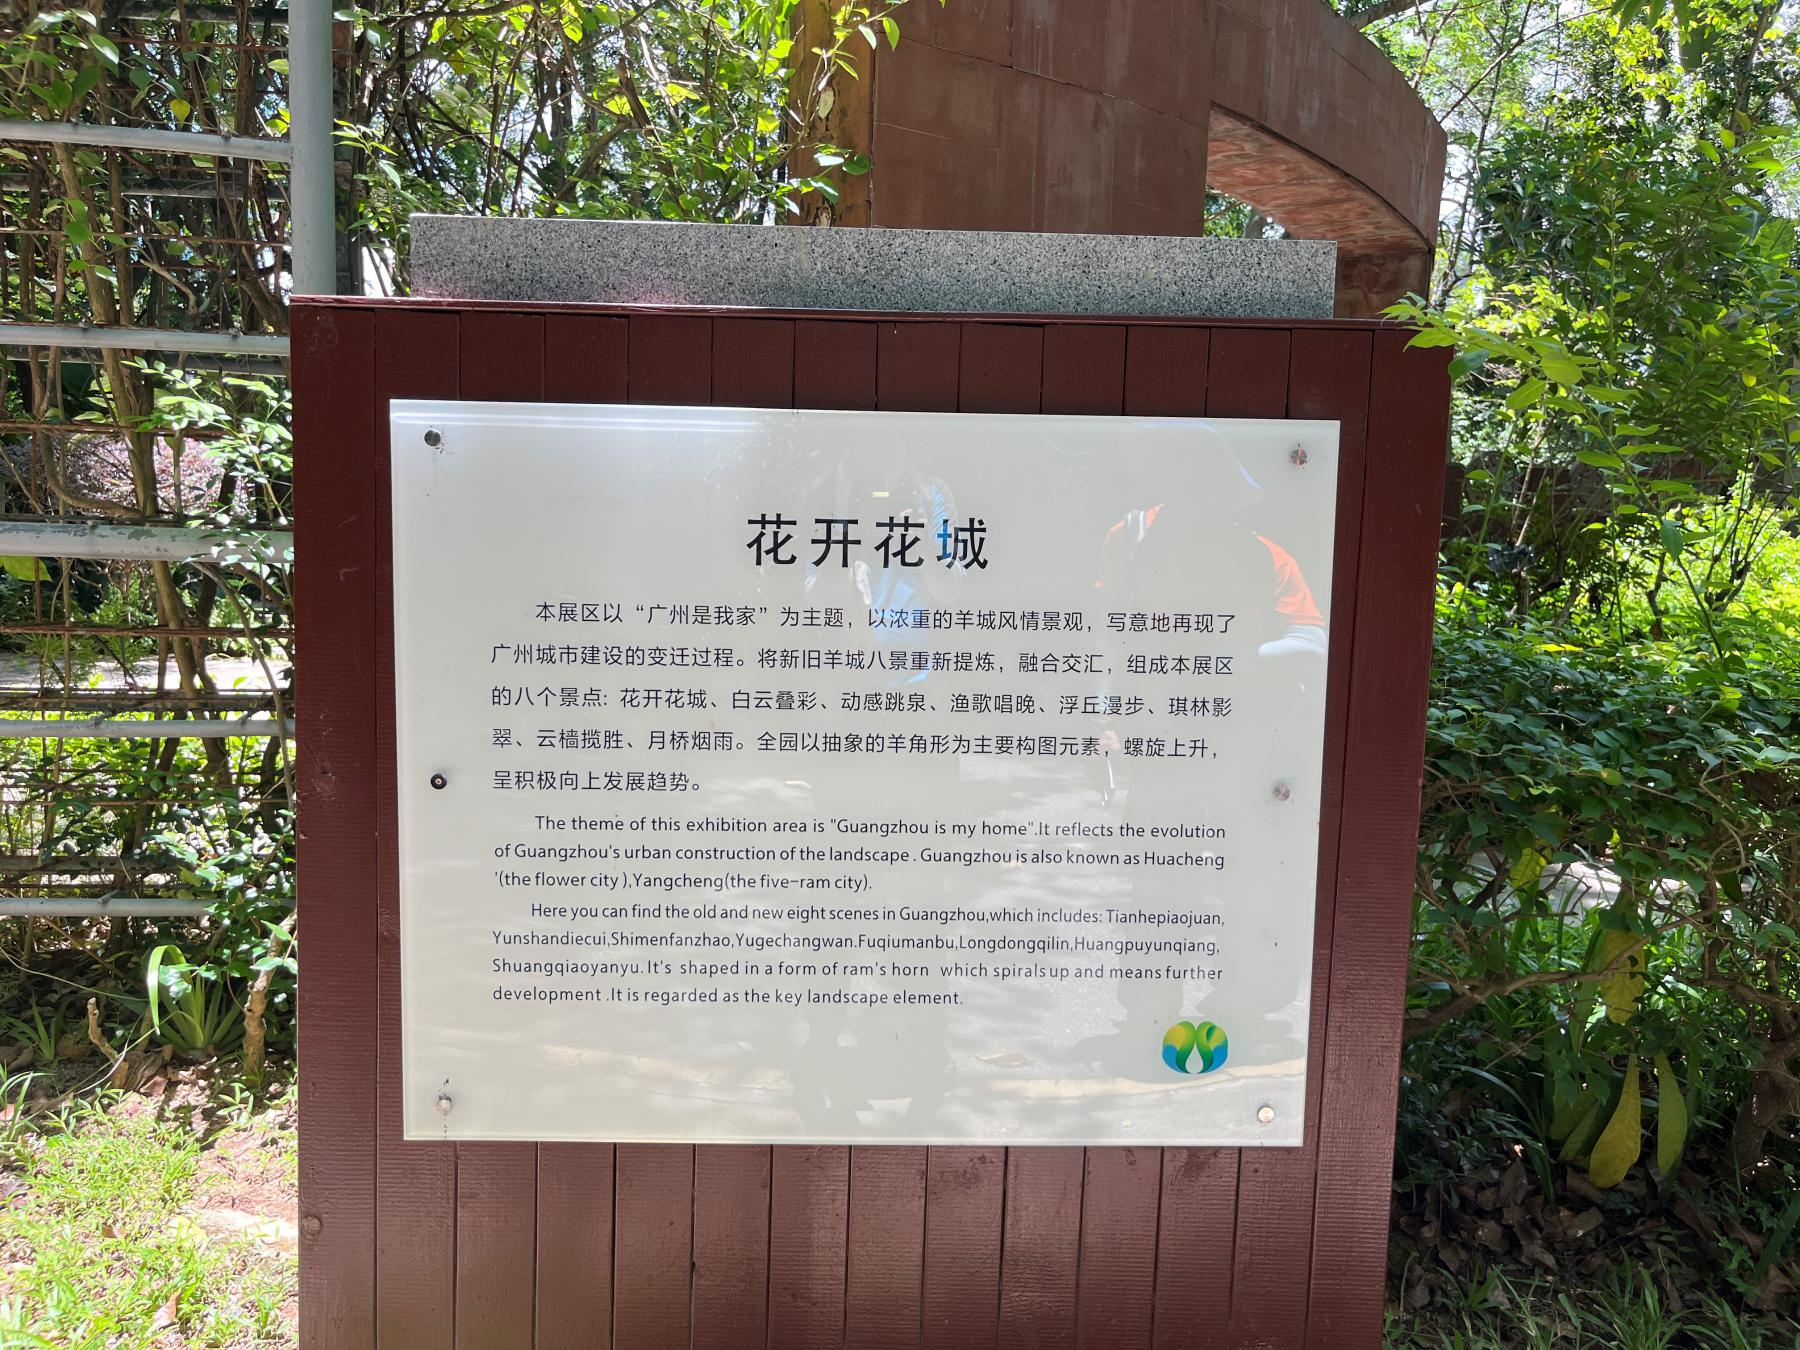 花开花城
本展区以“广州是我家”为主题，以浓重的羊城风情景观，写意地再现了
广州城市建设的变迁过程。将新旧羊城八景重新提炼，融合交汇，组成本展区
的八个景点: 花开花城、白云叠彩、动感跳泉、渔歌唱晚、浮丘漫步、琪林影
翠、云樯揽胜、月桥烟雨。全园以抽象的羊角形为主要构图元素，螺旋上升，
呈积极向上发展趋势。
The theme of this exhibition area is "Guangzhou is my home".It reflects the evolution
of Guangzhou's urban construction of the landscape . Guangzhou is also known as Huacheng
'(the flower city ),Yangcheng(the five-ram city).
Here you can find the old and new eight scenes in Guangzhou,which includes: Tianhepiaojuan,
Yunshandiecui,Shimenfanzhao,Yugechangwan.Fuqiumanbu,Longdongqilin,Huangpuyunqiang,
Shuangqiaoyanyu. It's shaped in a form of ram's horn which spirals up and means further
development .It is regarded as the key landscape element.